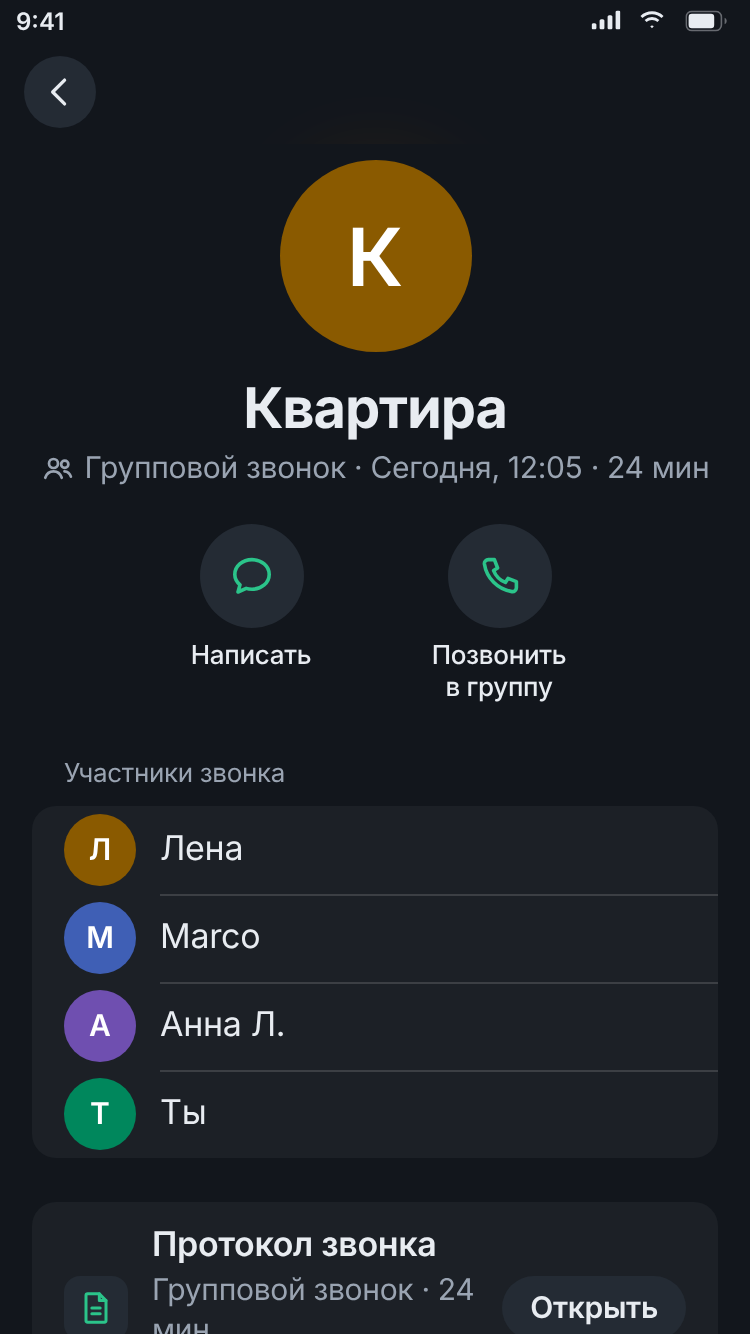 9:41
К
Квартира
Групповой звонок · Сегодня, 12:05 · 24 мин
Написать
Позвонить
в группу
Участники звонка
Л
Лена
M
Marco
А
Анна Л.
Т
Ты
Протокол звонка
Групповой звонок · 24
мин
Открыть